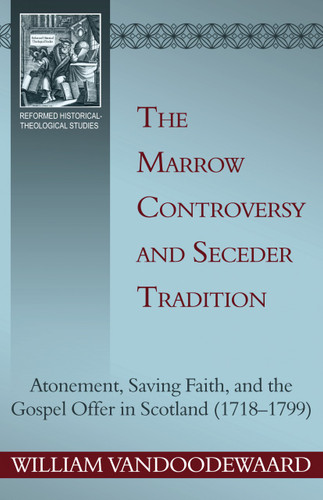 REFORMED HISTORICAL-
THEOLOGICAL STUDIES
THE
MARROW
CONTROVERSY
AND SECEDER
TRADITION
Atonement, Saving Faith, and the
Gospel Offer in Scotland (1718–1799)
WILLIAM VANDOODEWAARD